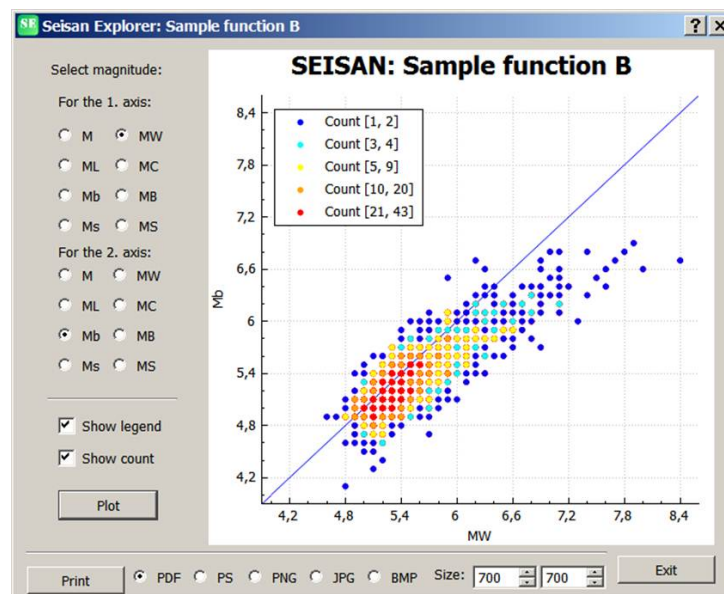 SE Seisan Explorer: Sample function B ? x
Select magnitude:
For the 1. axis:
M MW
ML MC
Mb MB
Ms MS
For the 2. axis:
M MW
ML MC
Mb MB
Ms MS
Show legend
Show count
Plot
SEISAN: Sample function B
Count [1, 2]
Count [3, 4]
Count [5, 9]
Count [10, 20]
Count [21, 43]
8,4
7,8
7,2
6,6
6
5,4
4,8
4,2
Mb
4,2 4,8 5,4 6 6,6 7,2 7,8 8,4
MW
Print PDF PS PNG JPG BMP Size: 700 700 Exit